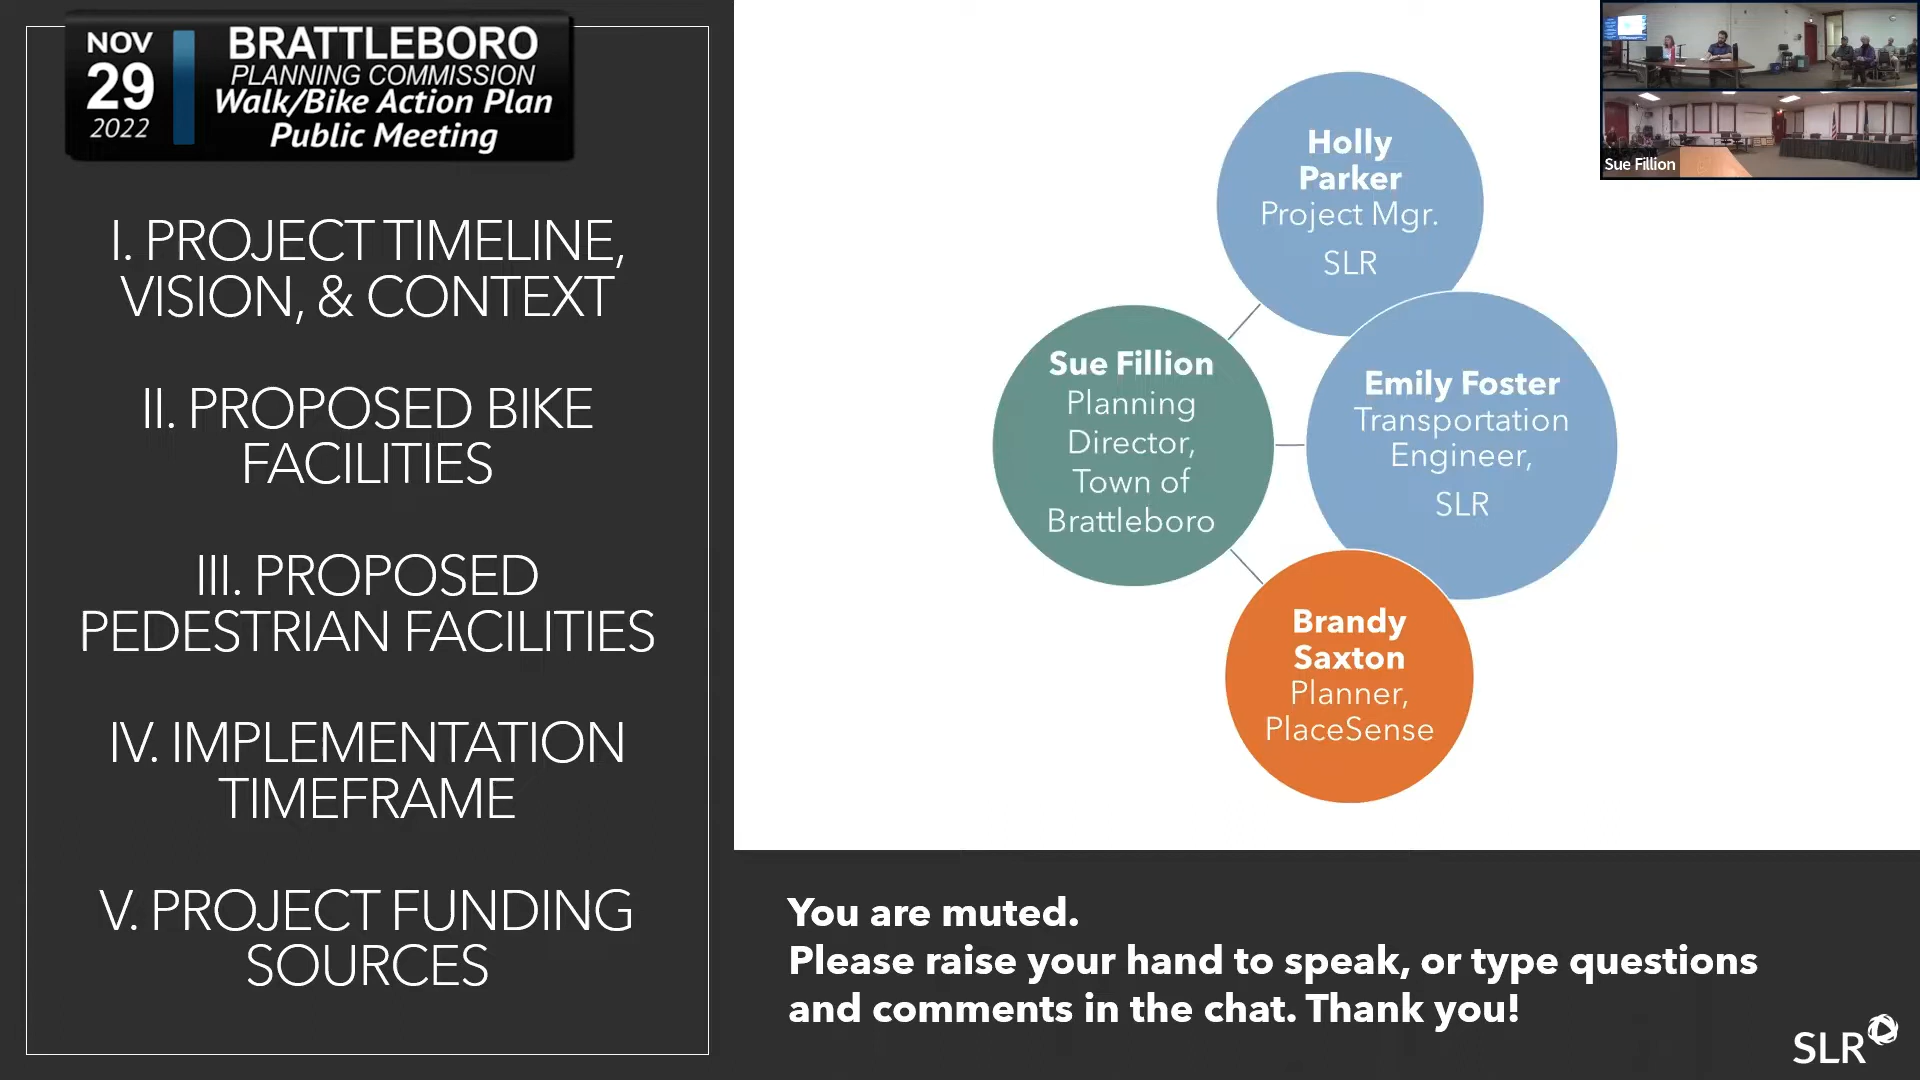 NOV
29
2022
BRATTLEBORO
PLANNING COMMISSION
Walk/Bike Action Plan
Public Meeting
I. PROJECT TIMELINE,
VISION, & CONTEXT
II. PROPOSED BIKE
FACILITIES
III. PROPOSED
PEDESTRIAN FACILITIES
IV. IMPLEMENTATION
TIMEFRAME
V. PROJECT FUNDING
SOURCES
Holly
Parker
Project Mgr.
SLR
Sue Fillion
Planning
Director,
Town of
Brattleboro
Emily Foster
Transportation
Engineer,
SLR
Brandy
Saxton
Planner,
PlaceSense
Sue Fillion
You are muted.
Please raise your hand to speak, or type questions
and comments in the chat. Thank you!
SLR